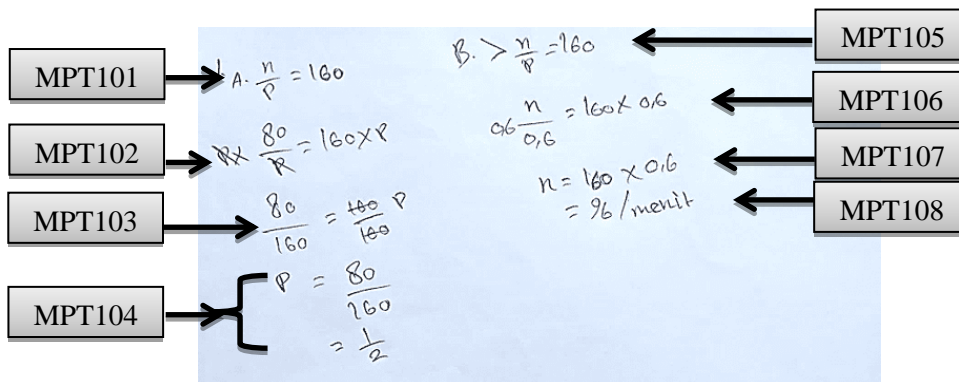 MPT101
MPT102
MPT103
MPT104
A. n/P = 160
P× 80/P = 160×P
80/160 = 160/160 P
P = 80/160
= 1/2
B. > n/P = 160
0,6 n/0,6 = 160 × 0,6
n = 160 × 0,6
= 96/menit
MPT105
MPT106
MPT107
MPT108